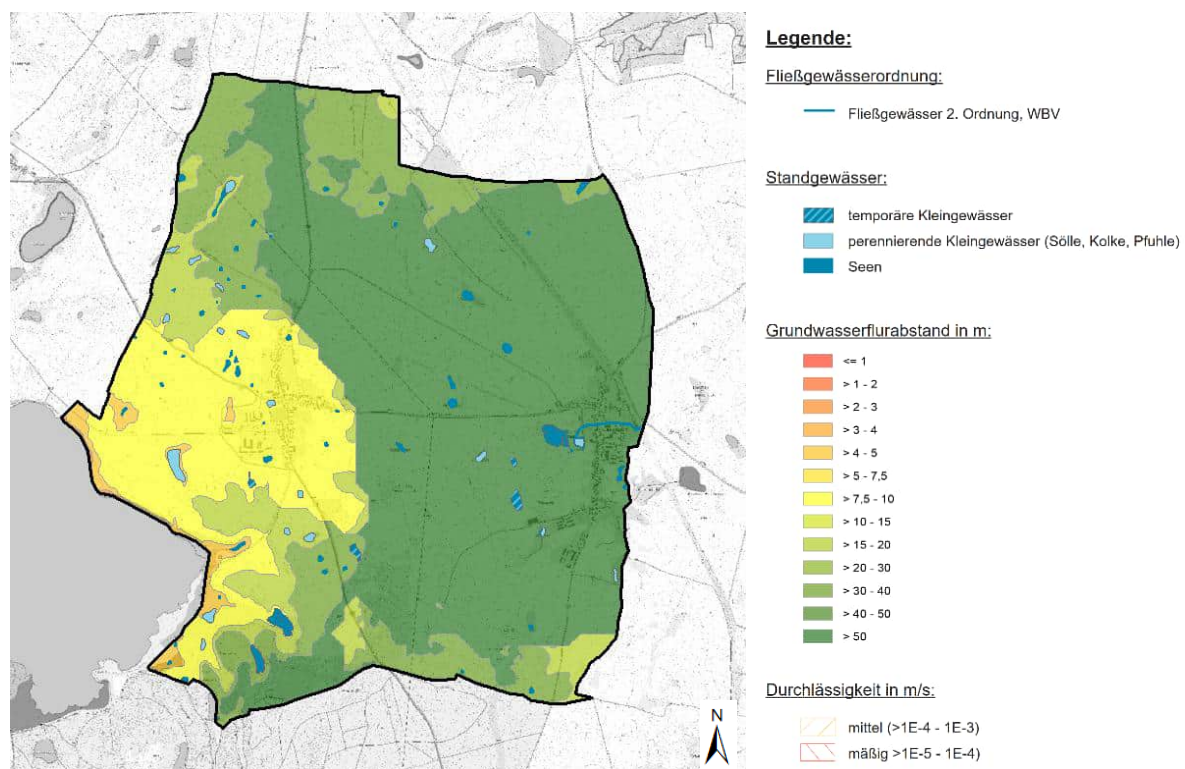 Legende:
Fließgewässerordnung:
Fließgewässer 2. Ordnung, WBV
Standgewässer:
temporäre Kleingewässer
perennierende Kleingewässer (Sölle, Kolke, Pfuhle)
Seen
Grundwasserflurabstand in m:
<= 1
> 1 - 2
> 2 - 3
> 3 - 4
> 4 - 5
> 5 - 7,5
> 7,5 - 10
> 10 - 15
> 15 - 20
> 20 - 30
> 30 - 40
> 40 - 50
> 50
Durchlässigkeit in m/s:
mittel (>1E-4 - 1E-3)
mäßig >1E-5 - 1E-4)
N